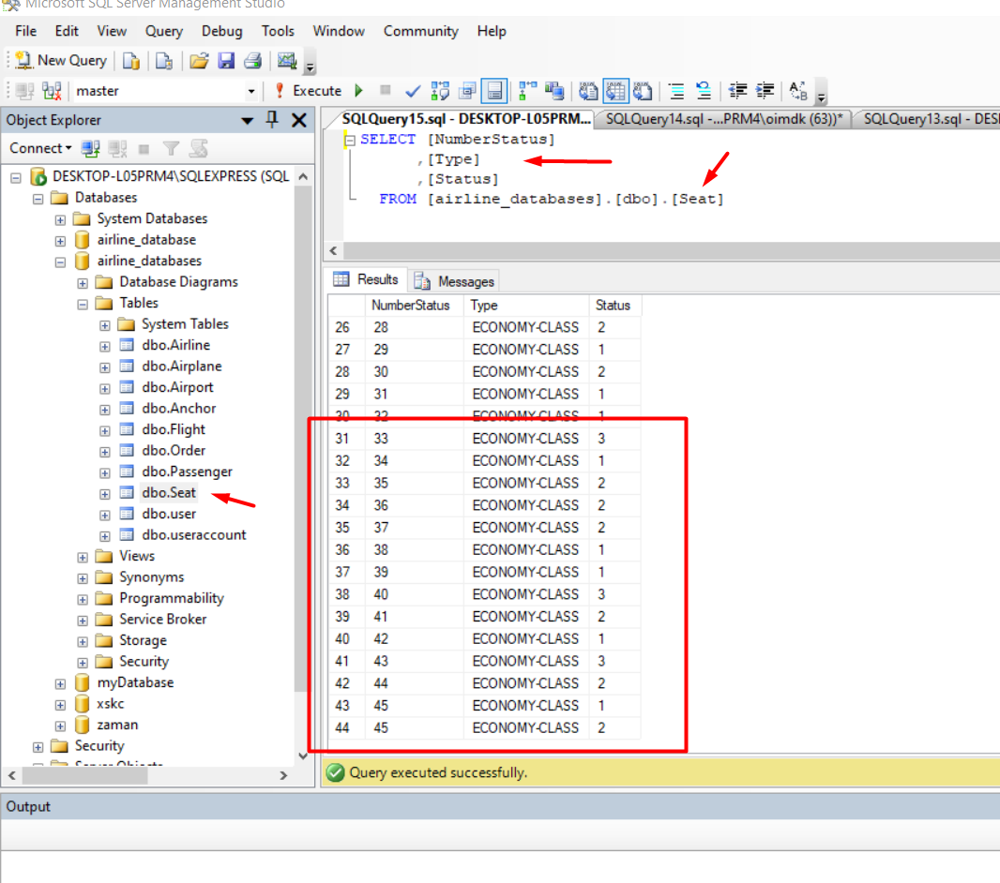 Microsoft SQL Server Management Studio
File Edit View Query Debug Tools Window Community Help
New Query
master Execute
Object Explorer
Connect
DESKTOP-L05PRM4\SQLEXPRESS (SQL
Databases
System Databases
airline_database
airline_databases
Database Diagrams
Tables
System Tables
dbo.Airline
dbo.Airplane
dbo.Airport
dbo.Anchor
dbo.Flight
dbo.Order
dbo.Passenger
dbo.Seat
dbo.user
dbo.useraccount
Views
Synonyms
Programmability
Service Broker
Storage
Security
myDatabase
xskc
zaman
Security
Server Objects
SQLQuery15.sql - DESKTOP-L05PRM... SQLQuery14.sql -...PRM4\oimdk (63))* SQLQuery13.sql - DES
SELECT [NumberStatus]
,[Type]
,[Status]
FROM [airline_databases].[dbo].[Seat]
Results Messages
NumberStatus Type Status
26 28 ECONOMY-CLASS 2
27 29 ECONOMY-CLASS 1
28 30 ECONOMY-CLASS 2
29 31 ECONOMY-CLASS 1
30 32 ECONOMY-CLASS 1
31 33 ECONOMY-CLASS 3
32 34 ECONOMY-CLASS 1
33 35 ECONOMY-CLASS 2
34 36 ECONOMY-CLASS 2
35 37 ECONOMY-CLASS 2
36 38 ECONOMY-CLASS 1
37 39 ECONOMY-CLASS 1
38 40 ECONOMY-CLASS 3
39 41 ECONOMY-CLASS 2
40 42 ECONOMY-CLASS 1
41 43 ECONOMY-CLASS 3
42 44 ECONOMY-CLASS 2
43 45 ECONOMY-CLASS 1
44 45 ECONOMY-CLASS 2
Query executed successfully.
Output